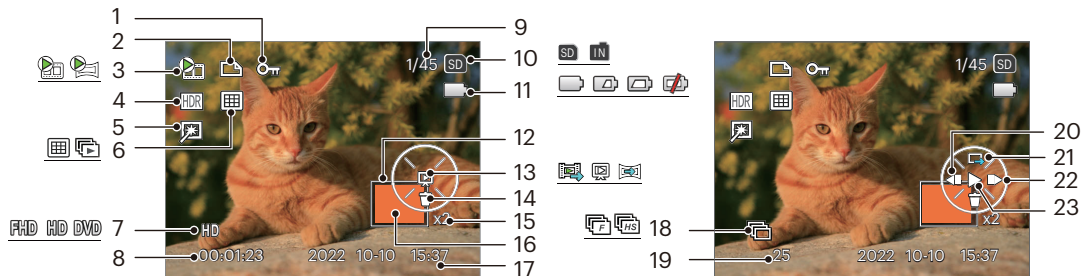 1
2
3
4
5
6
7
8
9
10
11
12
13
14
15
16
17
HDR
HD
1/45 SD
x2
00:01:23 2022 10-10 15:37
FHD HD DVD
SD IN
F HS
18
19
20
21
22
23
HDR
1/45 SD
x2
25 2022 10-10 15:37